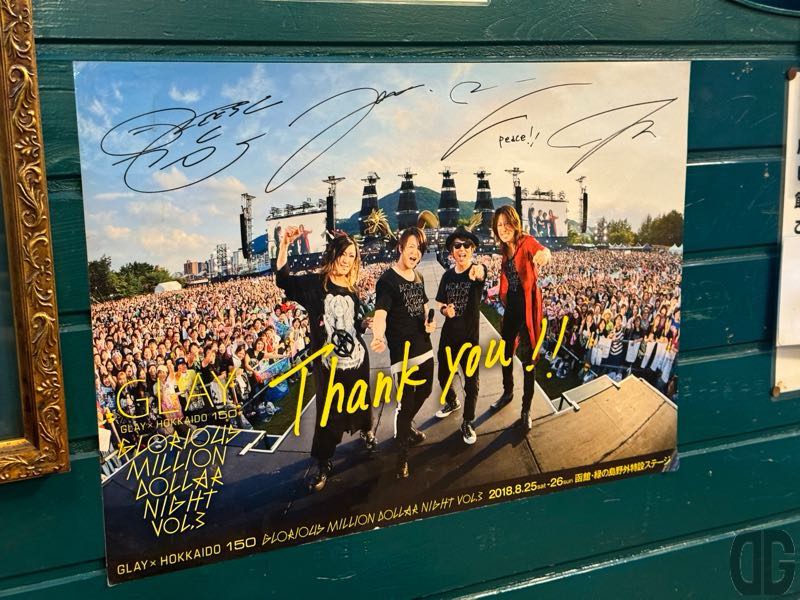 peace!!
Thank you!!
GLAY
GLAY×HOKKAIDO 150
GLORIOUS
MILLION
DOLLAR
NIGHT
VOL.3
GLAY×HOKKAIDO 150 GLORIOUS MILLION DOLLAR NIGHT VOL.3 2018.8.25sat-26sun 函館・緑の島野外特設ステージ
DG